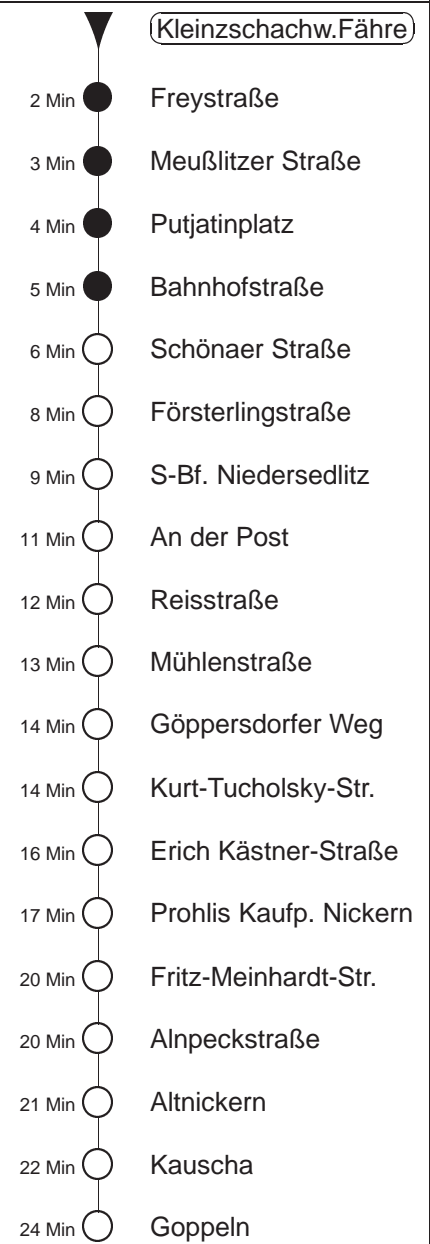 Kleinzschachw.Fähre
2 Min Freystraße
3 Min Meußlitzer Straße
4 Min Putjatinplatz
5 Min Bahnhofstraße
6 Min Schönaer Straße
8 Min Försterlingstraße
9 Min S-Bf. Niedersedlitz
11 Min An der Post
12 Min Reisstraße
13 Min Mühlenstraße
14 Min Göppersdorfer Weg
14 Min Kurt-Tucholsky-Str.
16 Min Erich Kästner-Straße
17 Min Prohlis Kaufp. Nickern
20 Min Fritz-Meinhardt-Str.
20 Min Alnpeckstraße
21 Min Altnickern
22 Min Kauscha
24 Min Goppeln